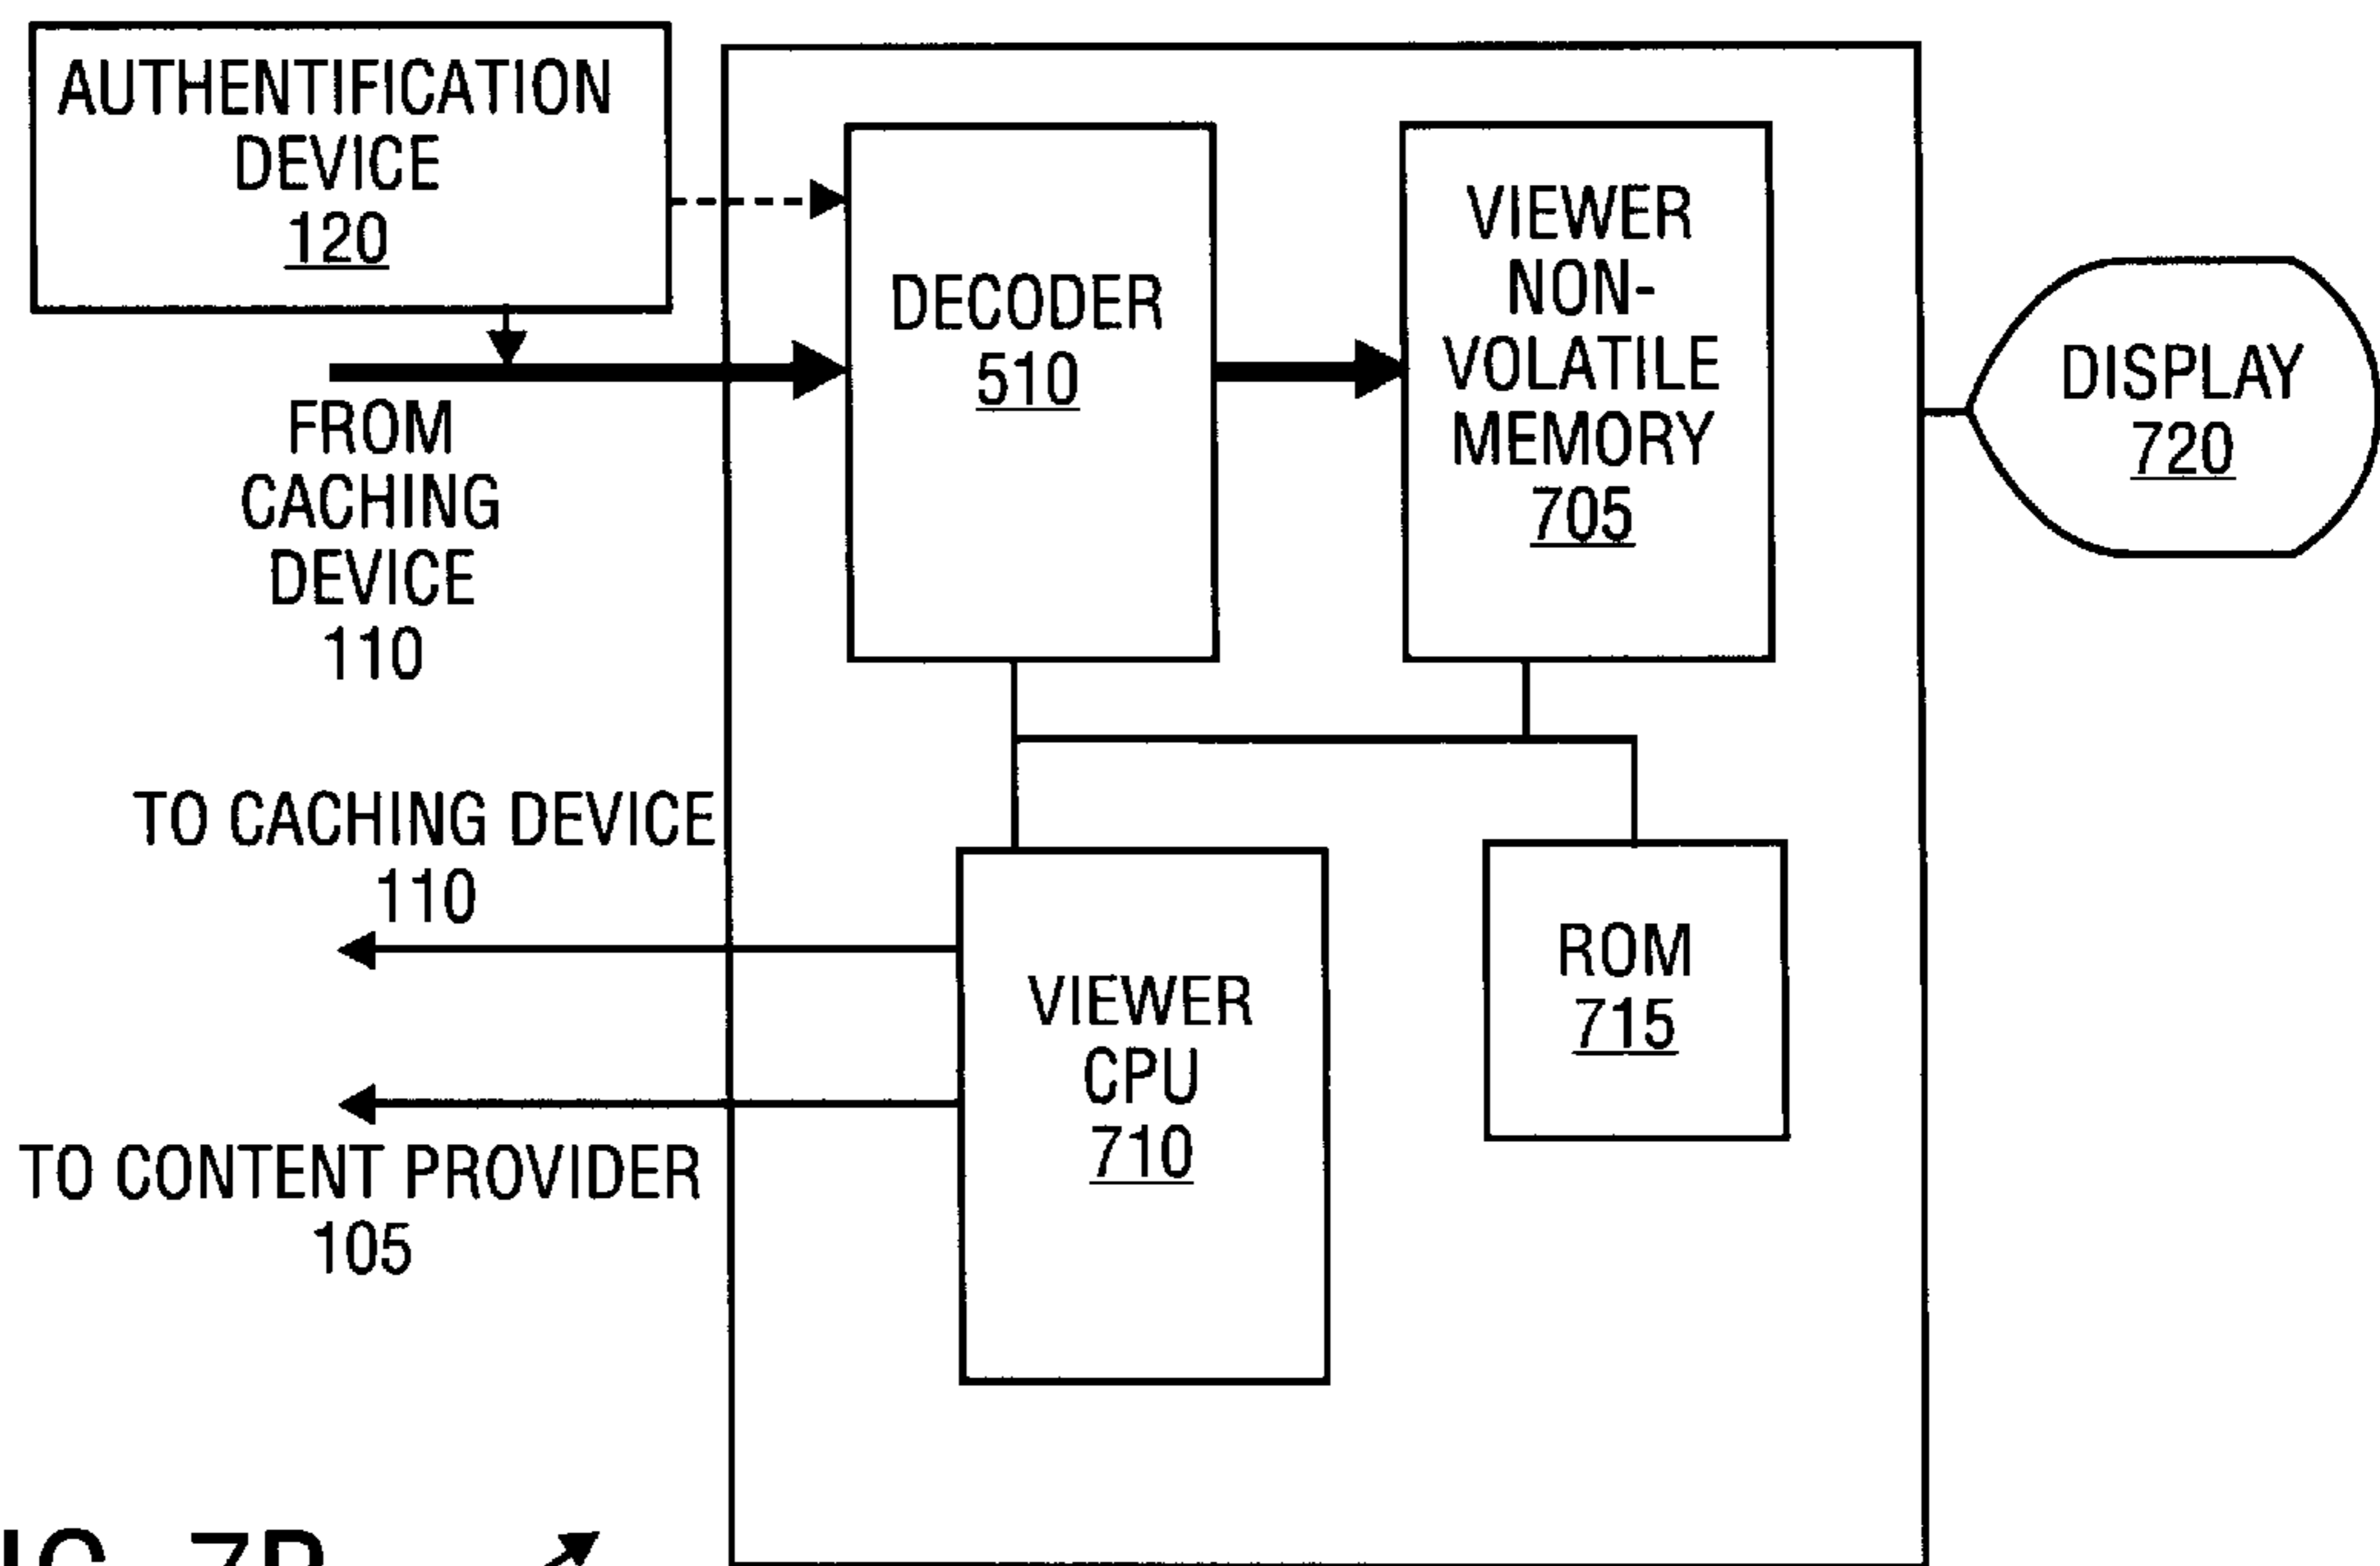 AUTHENTIFICATION
DEVICE
120
DECODER
510
VIEWER
NON-
VOLATILE
MEMORY
705
DISPLAY
720
FROM
CACHING
DEVICE
110
TO CACHING DEVICE
110
TO CONTENT PROVIDER
105
VIEWER
CPU
710
ROM
715